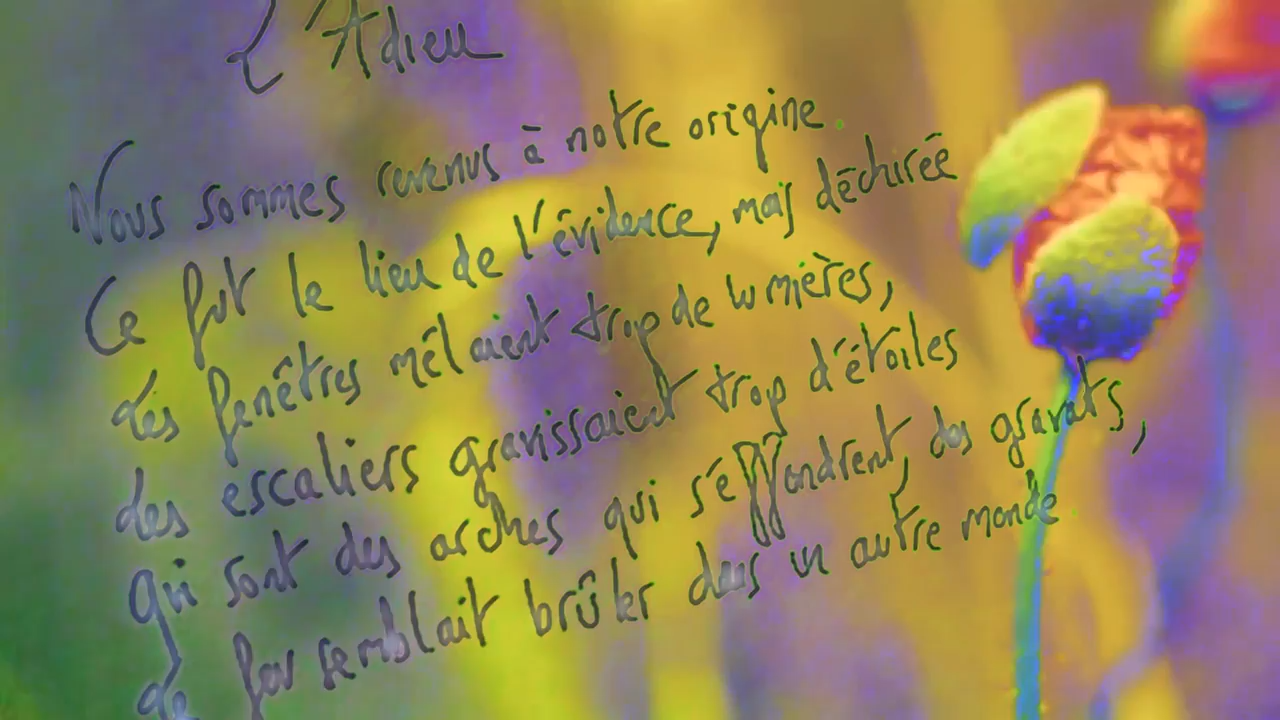 L'Adieu
Nous sommes revenus à notre origine.
Ce fut le lieu de l'évidence, mais déchirée
des fenêtres mêlaient trop de lumières,
des escaliers gravissaient trop d'étoiles
qui sont des arches qui s'effondrent, des gravats,
de feu semblait brûler dans un autre monde